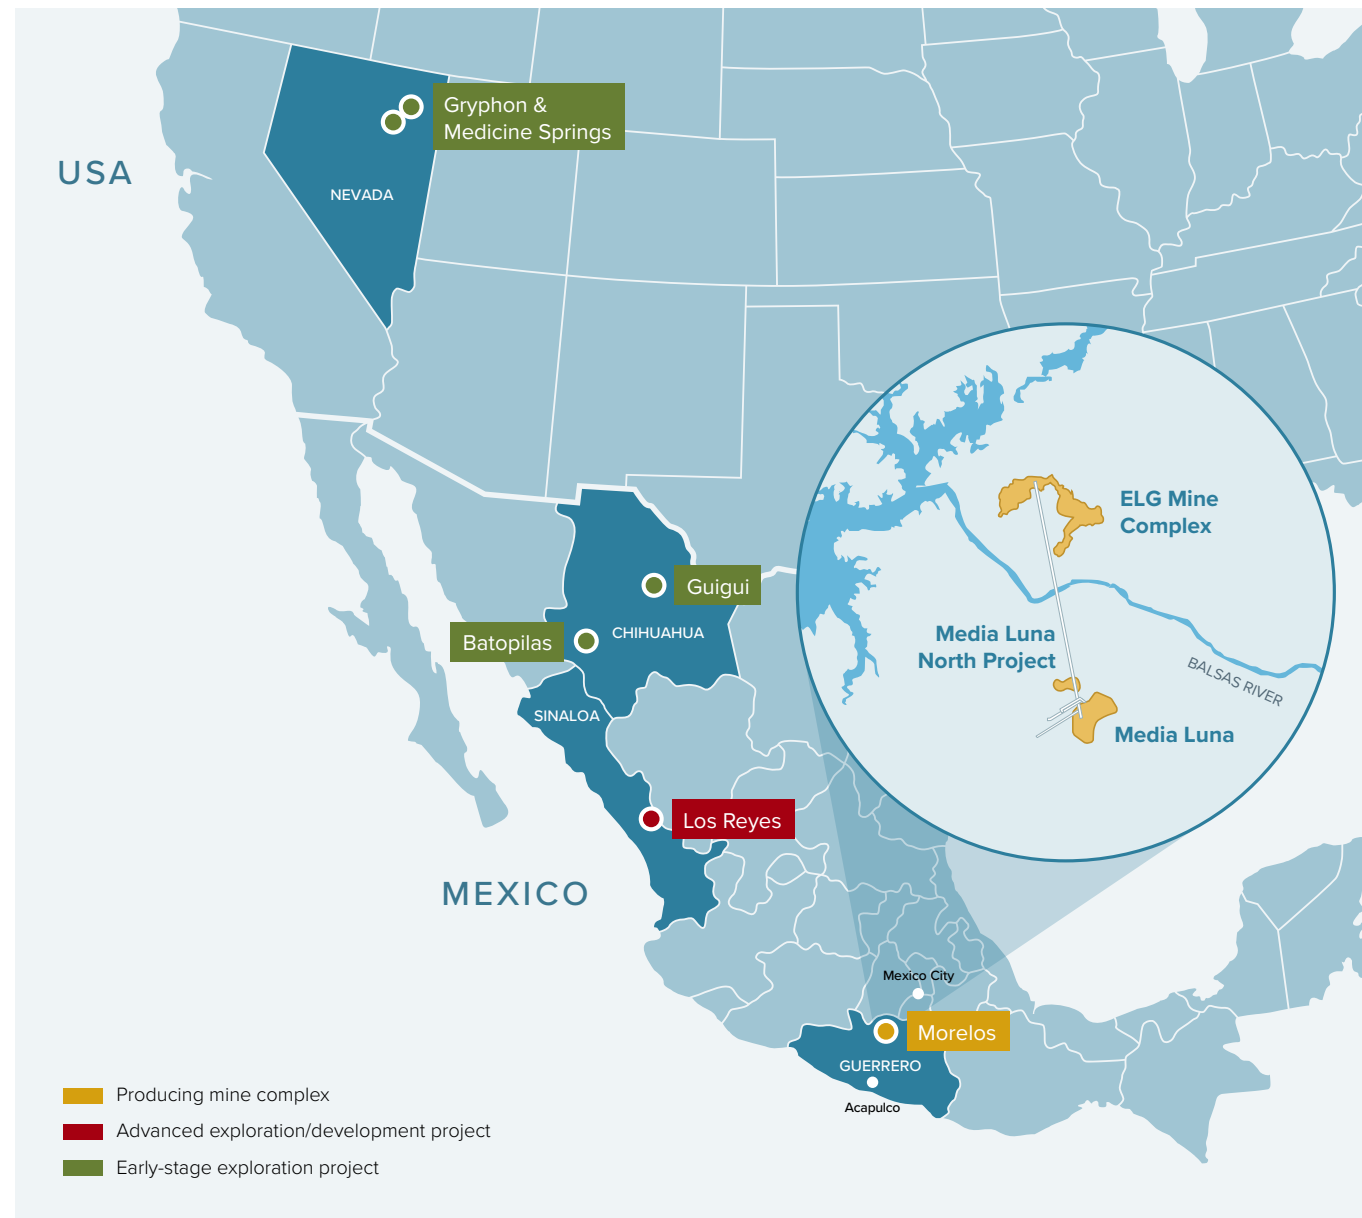 Gryphon &
Medicine Springs
USA
NEVADA
ELG Mine
Complex
Guigui
Batopilas
CHIHUAHUA
Media Luna
North Project
BALSAS RIVER
SINALOA
Media Luna
Los Reyes
MEXICO
Mexico City
Morelos
GUERRERO
Acapulco
Producing mine complex
Advanced exploration/development project
Early-stage exploration project